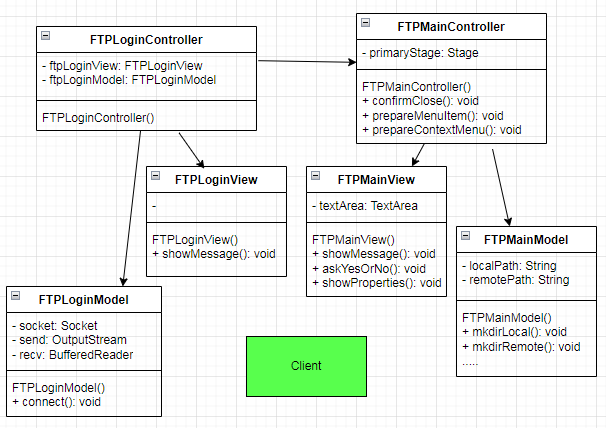 FTPLoginController
- ftpLoginView: FTPLoginView
- ftpLoginModel: FTPLoginModel
FTPLoginController()
FTPMainController
- primaryStage: Stage
FTPMainController()
+ confirmClose(): void
+ prepareMenuItem(): void
+ prepareContextMenu(): void
FTPLoginView
-
FTPLoginView()
+ showMessage(): void
FTPMainView
- textArea: TextArea
FTPMainView()
+ showMessage(): void
+ askYesOrNo(): void
+ showProperties(): void
FTPMainModel
- localPath: String
- remotePath: String
FTPMainModel()
+ mkdirLocal(): void
+ mkdirRemote(): void
.....
FTPLoginModel
- socket: Socket
- send: OutputStream
- recv: BufferedReader
FTPLoginModel()
+ connect(): void
Client